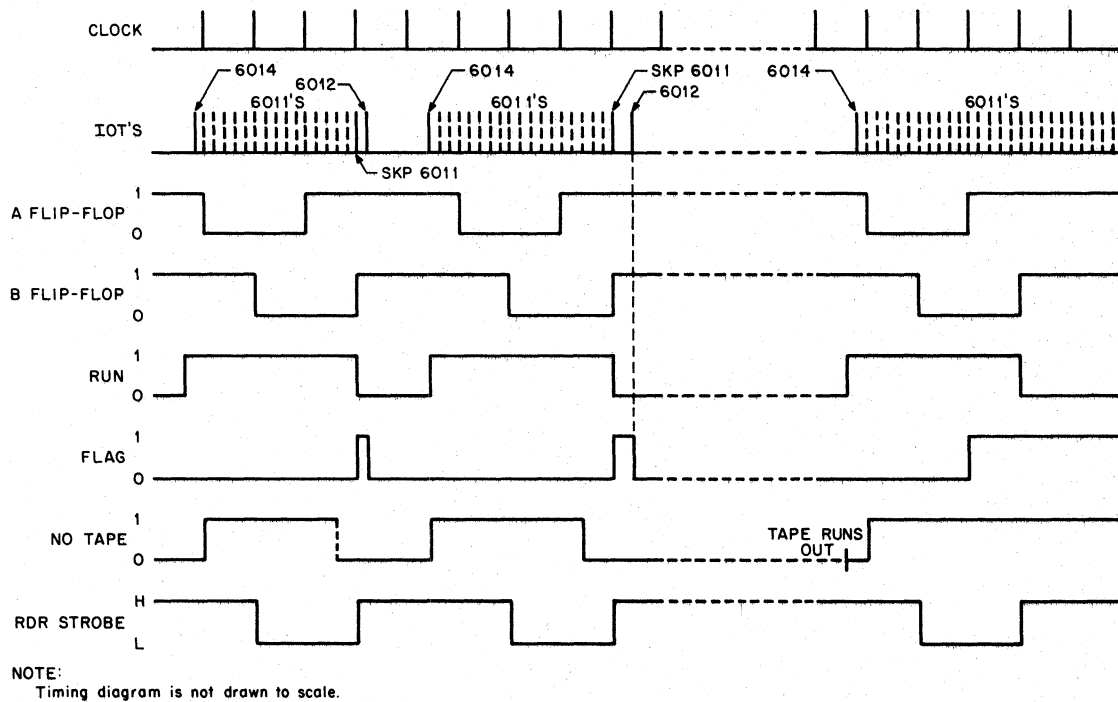 CLOCK
6014
6012
6011'S
6014
6011'S
SKP 6011
6012
6014
6011'S
IOT'S
SKP 6011
1
A FLIP-FLOP
0
1
B FLIP-FLOP
0
1
RUN
0
1
FLAG
0
1
NO TAPE
0
TAPE RUNS
OUT
H
RDR STROBE
L
NOTE:
Timing diagram is not drawn to scale.